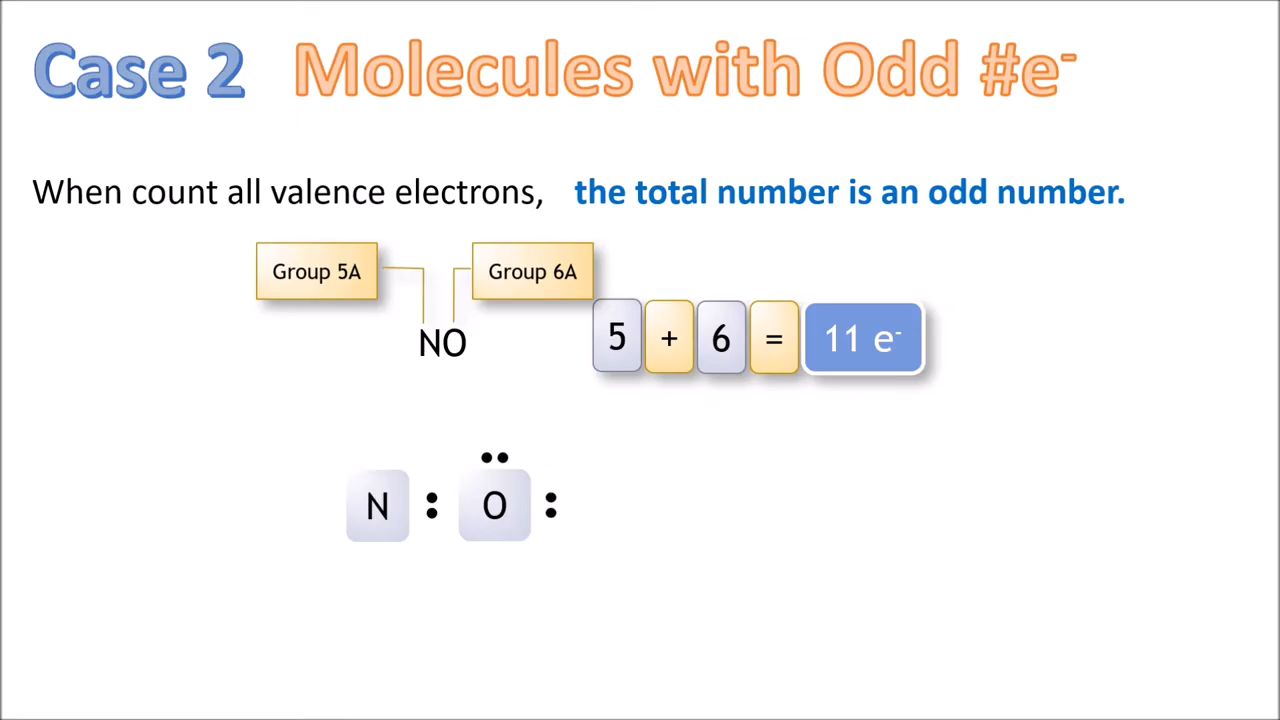 Case 2 Molecules with Odd #e⁻
When count all valence electrons, the total number is an odd number.
Group 5A Group 6A
NO 5 + 6 = 11 e⁻
N : O :